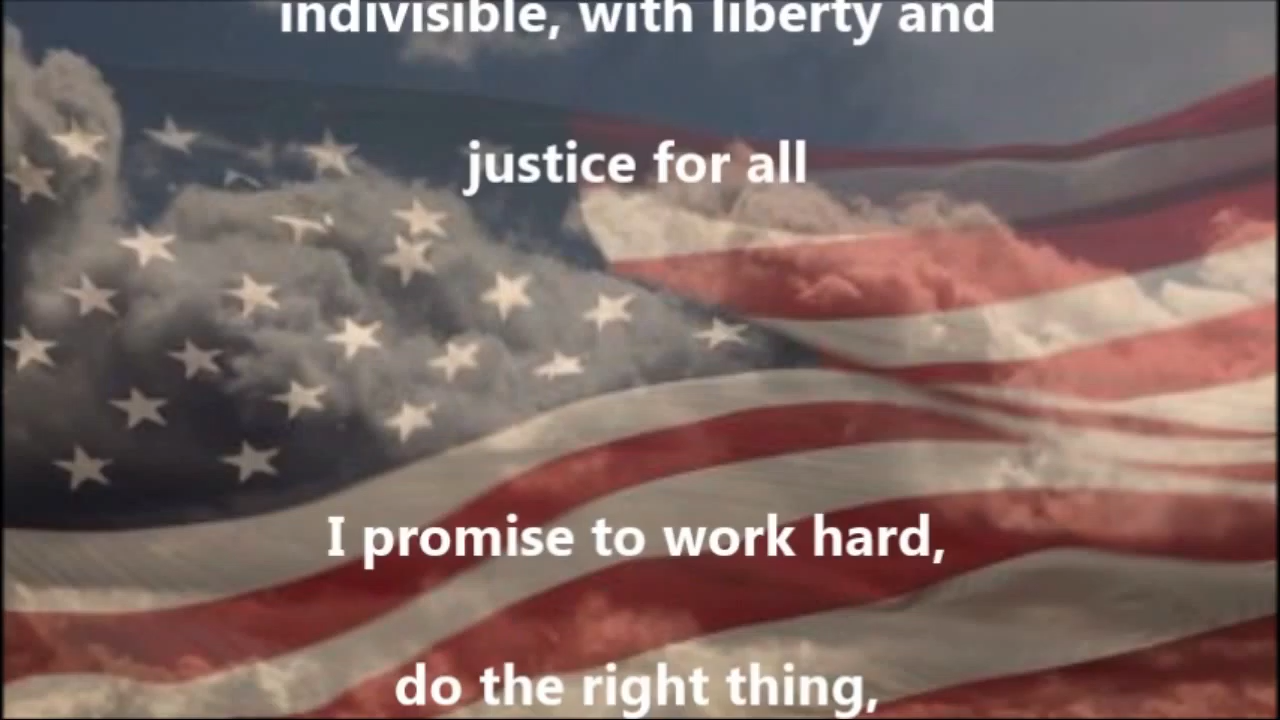 indivisible, with liberty and
justice for all
I promise to work hard,
do the right thing,